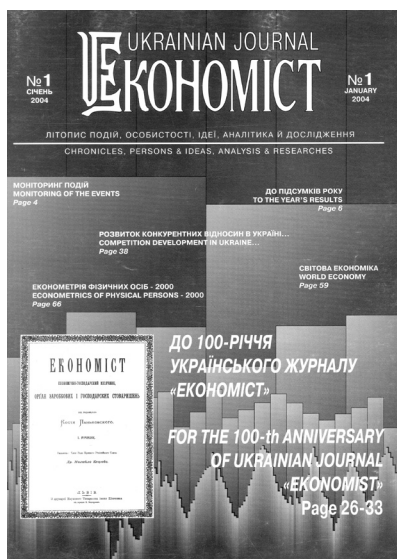 UKRAINIAN JOURNAL
ЕКОНОМІСТ
№1
СІЧЕНЬ
2004
№1
JANUARY
2004
ЛІТОПИС ПОДІЙ, ОСОБИСТОСТІ, ІДЕЇ, АНАЛІТИКА Й ДОСЛІДЖЕННЯ
CHRONICLES, PERSONS & IDEAS, ANALYSIS & RESEARCHES
МОНІТОРИНГ ПОДІЙ
MONITORING OF THE EVENTS
Page 4
ДО ПІДСУМКІВ РОКУ
TO THE YEAR'S RESULTS
Page 6
РОЗВИТОК КОНКУРЕНТНИХ ВІДНОСИН В УКРАЇНІ...
COMPETITION DEVELOPMENT IN UKRAINE...
Page 38
СВІТОВА ЕКОНОМІКА
WORLD ECONOMY
Page 59
ЕКОНОМЕТРІЯ ФІЗИЧНИХ ОСІБ - 2000
ECONOMETRICS OF PHYSICAL PERSONS - 2000
Page 66
ЕКОНОМІСТ
ЛЬВІВ
ДО 100-РІЧЧЯ
УКРАЇНСЬКОГО ЖУРНАЛУ
«ЕКОНОМІСТ»
FOR THE 100-th ANNIVERSARY
OF UKRAINIAN JOURNAL
«EKONOMIST»
Page 26-33